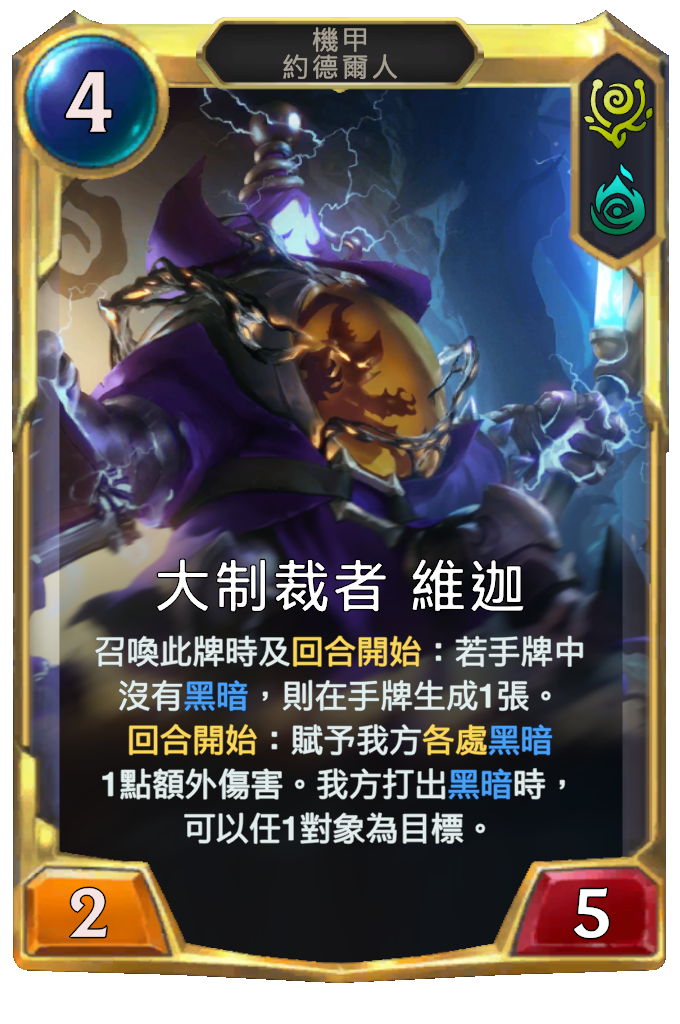 機甲
約德爾人
4
大制裁者 維迦
召喚此牌時及回合開始：若手牌中
沒有黑暗，則在手牌生成1張。
回合開始：賦予我方各處黑暗
1點額外傷害。我方打出黑暗時，
可以任1對象為目標。
2
5